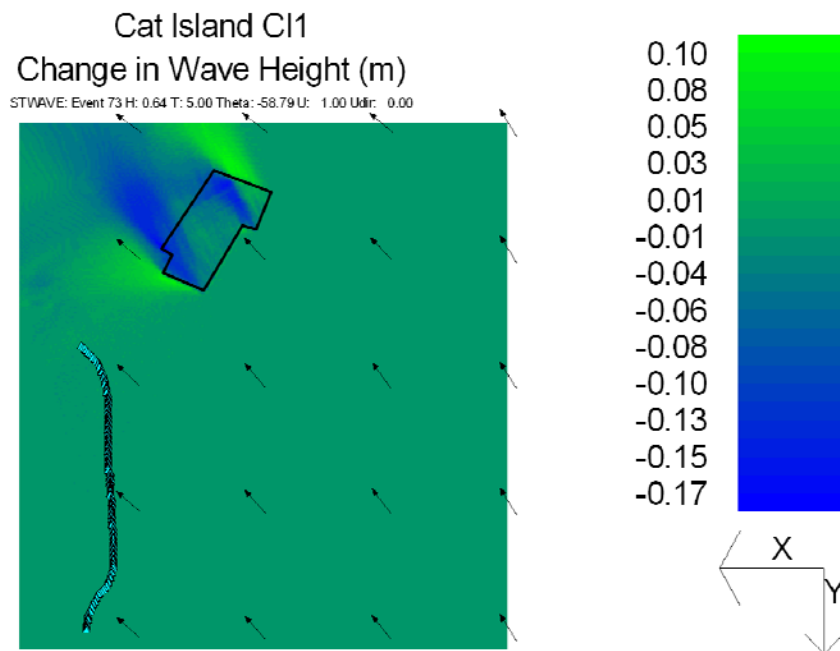 Cat Island CI1
Change in Wave Height (m)
STWAVE: Event 73 H: 0.64 T: 5.00 Theta: -58.79 U: 1.00 Udir: 0.00
0.10
0.08
0.05
0.03
0.01
-0.01
-0.04
-0.06
-0.08
-0.10
-0.13
-0.15
-0.17
X
Y